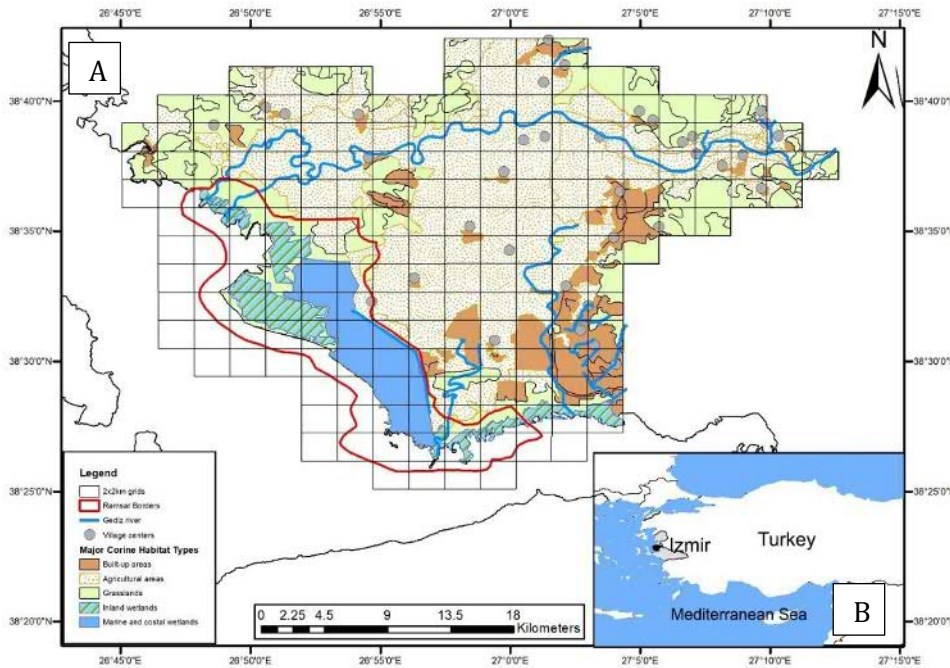 26°45'0"E 26°50'0"E 26°55'0"E 27°0'0"E 27°5'0"E 27°10'0"E 27°15'0"E
A
N
38°40'0"N 38°40'0"N
38°35'0"N 38°35'0"N
38°30'0"N 38°30'0"N
38°25'0"N 38°25'0"N
38°20'0"N 38°20'0"N
Legend
2x2km grids
Ramsar Borders
Gediz river
Village centers
Major Corine Habitat Types
Built-up areas
Agricultural areas
Grasslands
Inland wetlands
Marine and costal wetlands
0 2.25 4.5 9 13.5 18
Kilometers
Izmir
Turkey
Mediterranean Sea
B
26°45'0"E 26°50'0"E 26°55'0"E 27°0'0"E 27°5'0"E 27°10'0"E 27°15'0"E